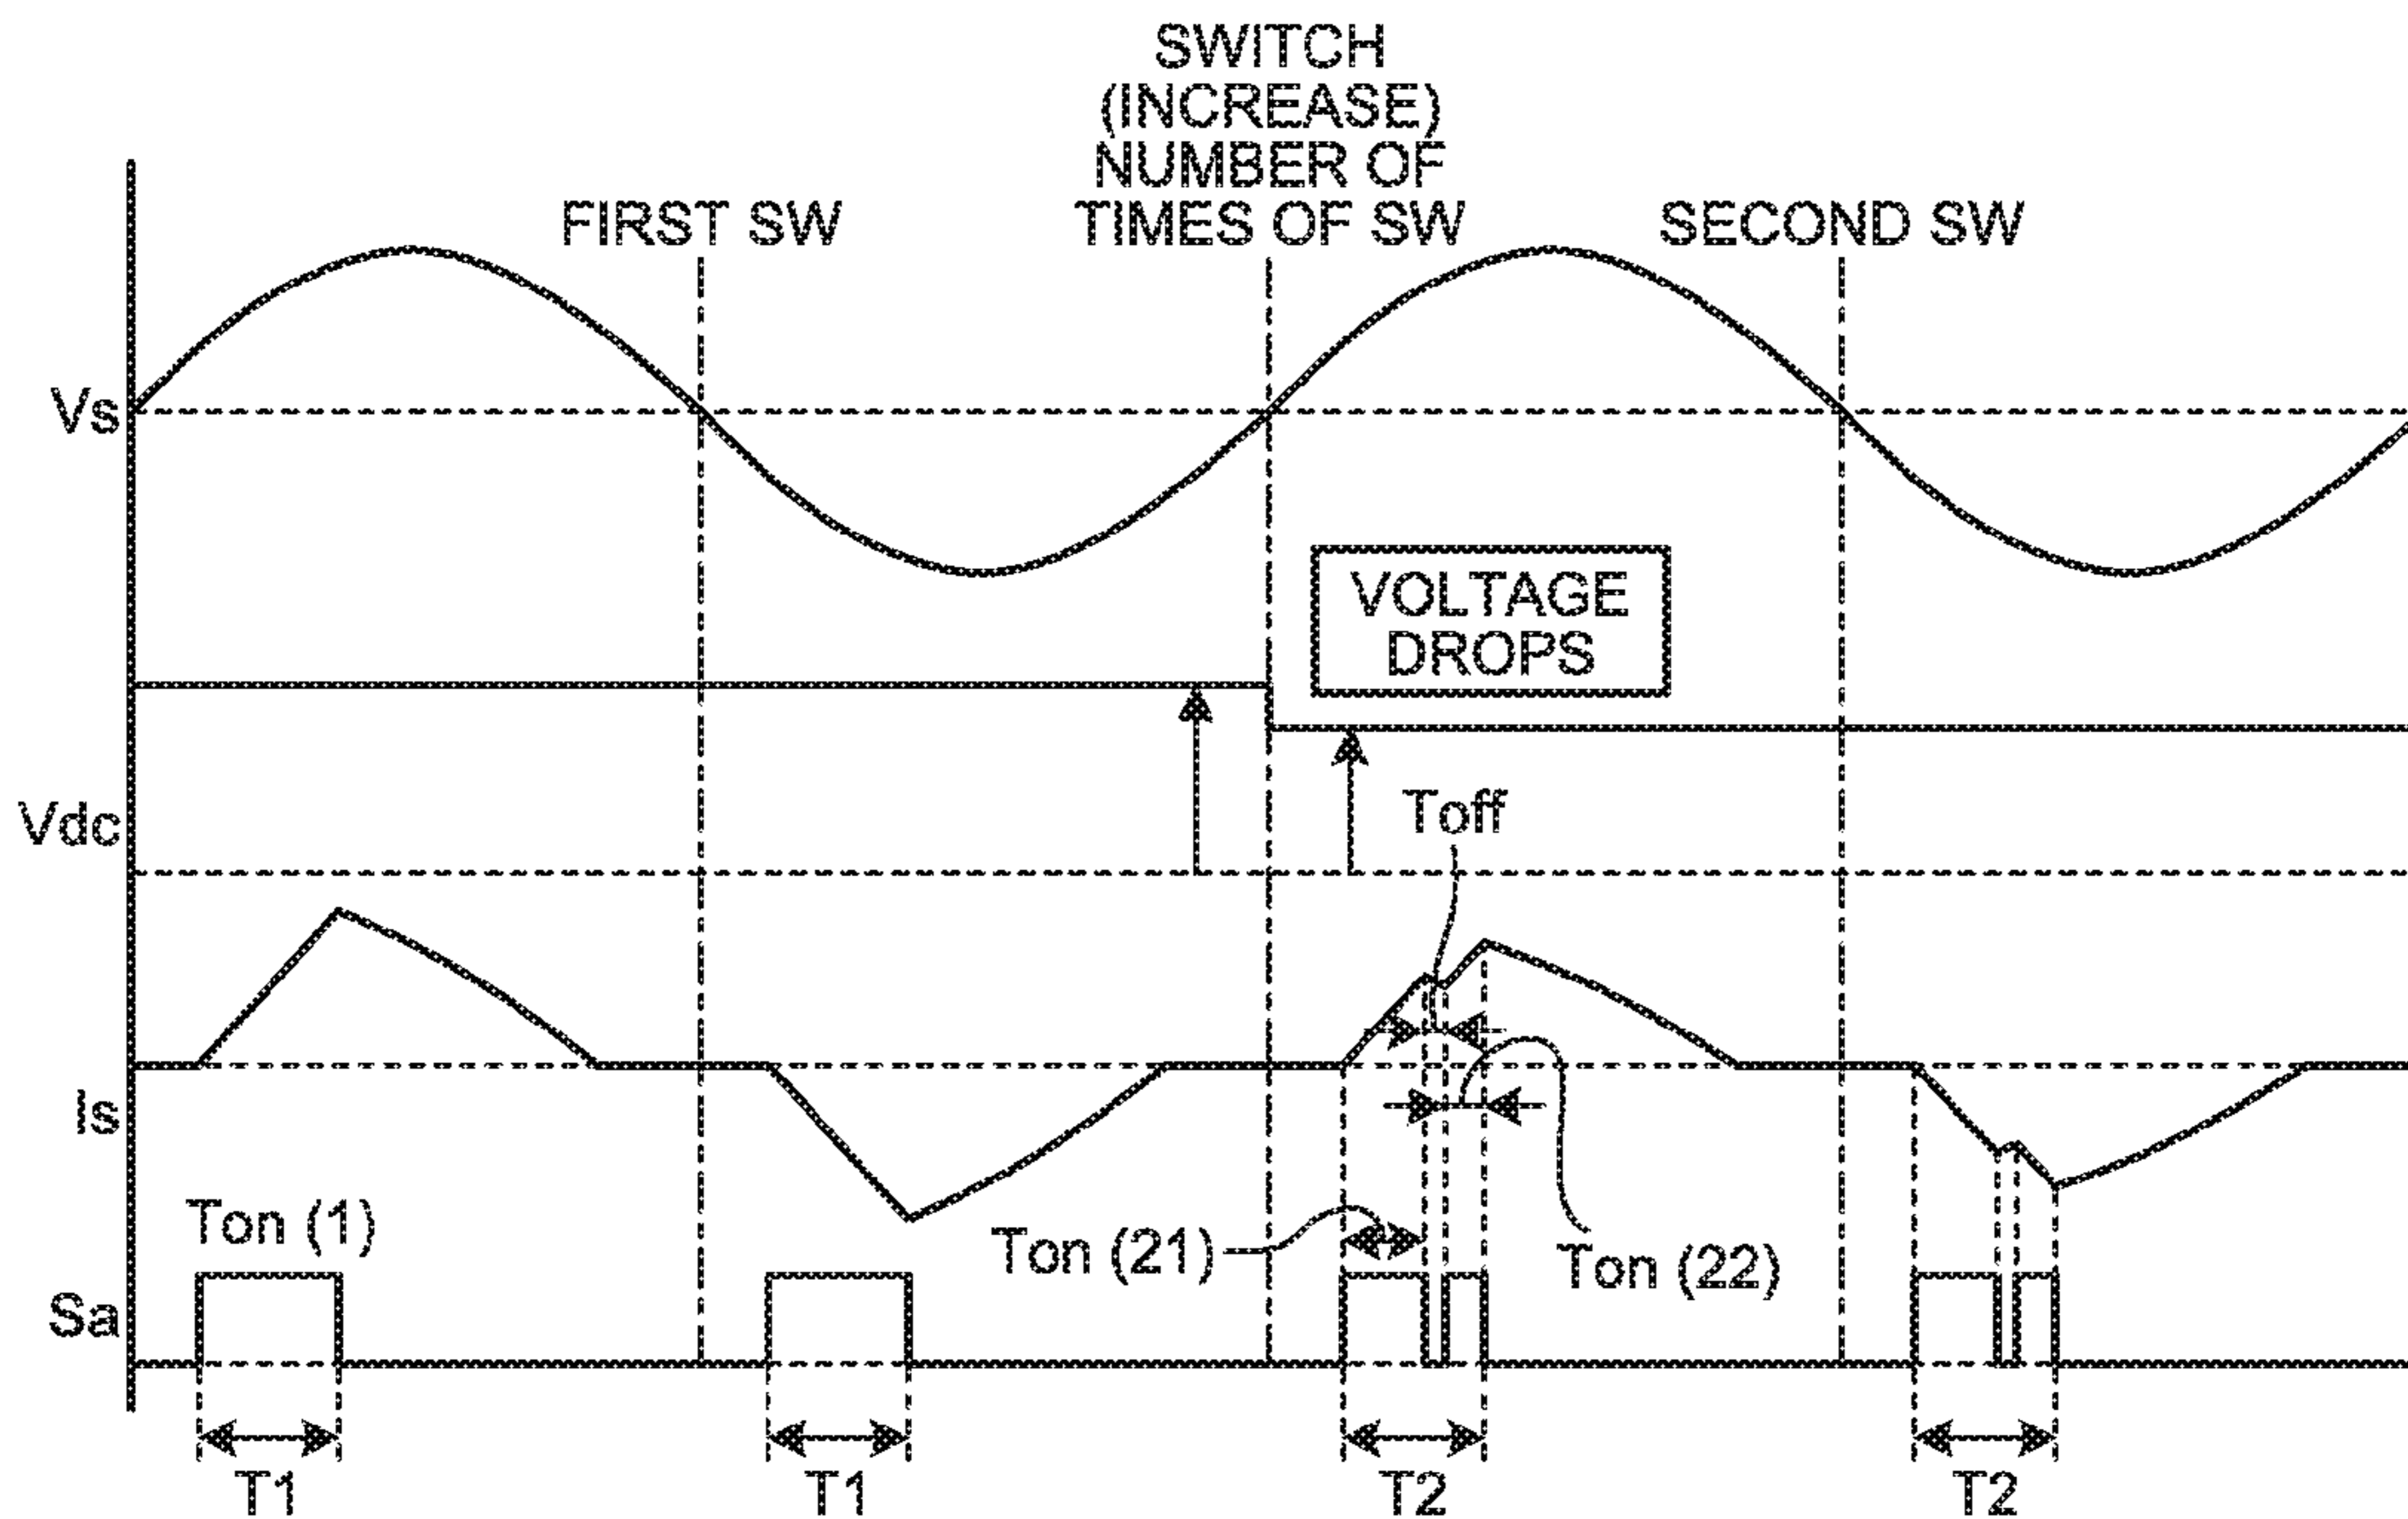 SWITCH
(INCREASE)
NUMBER OF
TIMES OF SW
FIRST SW
SECOND SW
Vs
VOLTAGE
DROPS
Vdc
Toff
Is
Ton (1)
Ton (21)
Ton (22)
Sa
T1
T1
T2
T2